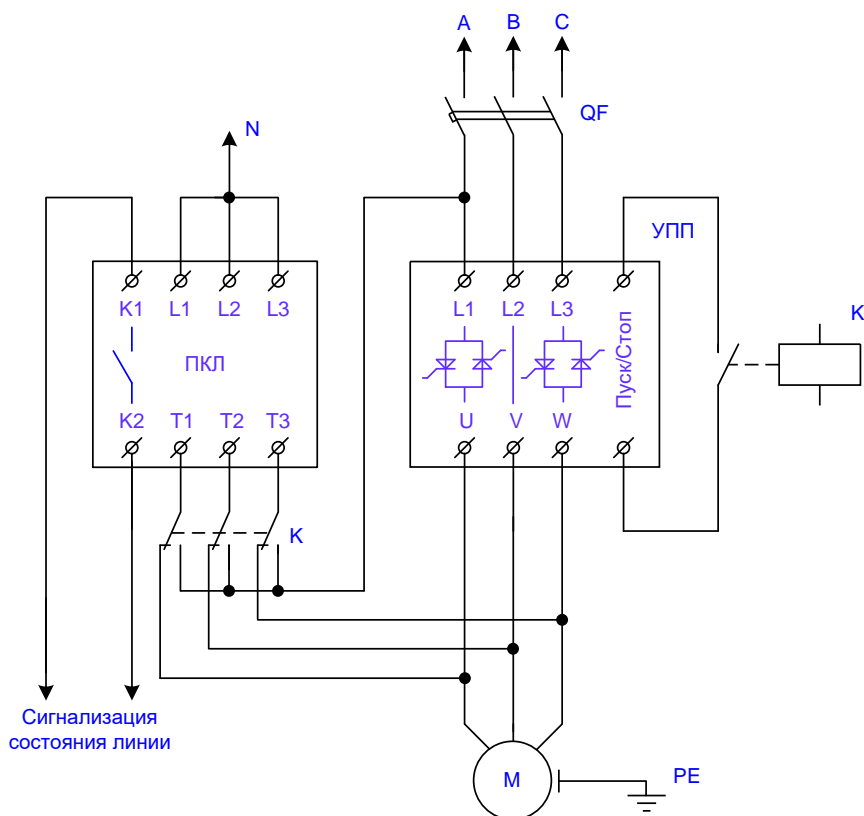 A B C
QF
N
УПП
K1 L1 L2 L3
L1 L2 L3
K
ПКЛ
Пуск/Стоп
K2 T1 T2 T3
U V W
K
Сигнализация
состояния линии
M
PE